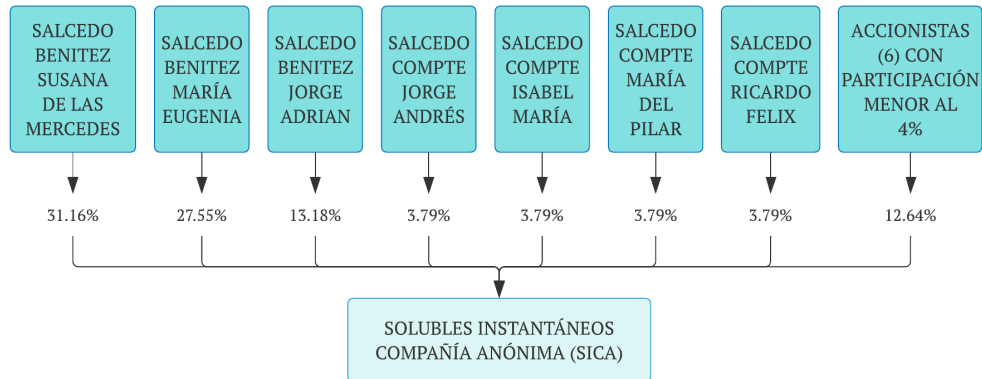 SALCEDO
BENITEZ
SUSANA
DE LAS
MERCEDES
SALCEDO
BENITEZ
MARÍA
EUGENIA
SALCEDO
BENITEZ
JORGE
ADRIAN
SALCEDO
COMPTE
JORGE
ANDRÉS
SALCEDO
COMPTE
ISABEL
MARÍA
SALCEDO
COMPTE
MARÍA
DEL
PILAR
SALCEDO
COMPTE
RICARDO
FELIX
ACCIONISTAS
(6) CON
PARTICIPACIÓN
MENOR AL
4%
31.16%
27.55%
13.18%
3.79%
3.79%
3.79%
3.79%
12.64%
SOLUBLES INSTANTÁNEOS
COMPAÑÍA ANÓNIMA (SICA)